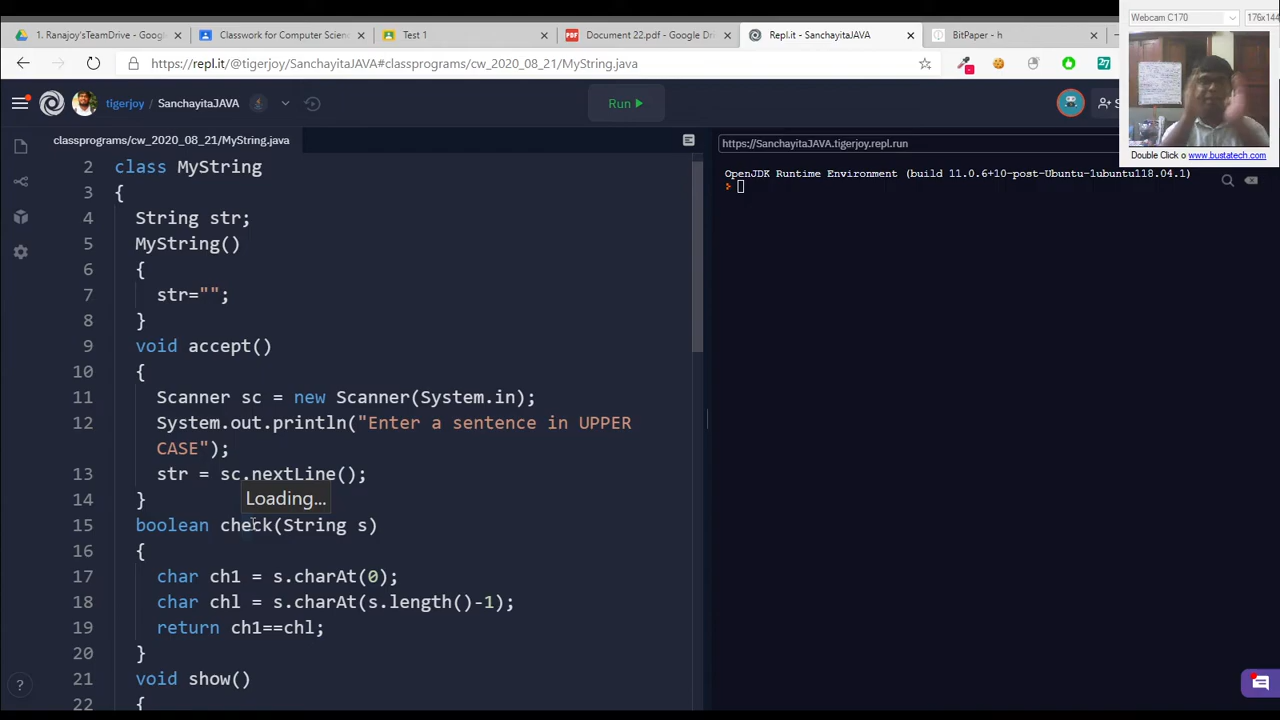 Webcam C170 176x144
1. Ranajoy'sTeamDrive - Googl
Classwork for Computer Scienc
Test 1
Document 22.pdf - Google Dri
Repl.it - SanchayitaJAVA
BitPaper - h
https://repl.it/@tigerjoy/SanchayitaJAVA#classprograms/cw_2020_08_21/MyString.java
27
tigerjoy / SanchayitaJAVA
Run
S
Double Click o www.bustatech.com
classprograms/cw_2020_08_21/MyString.java
https://SanchayitaJAVA.tigerjoy.repl.run
OpenJDK Runtime Environment (build 11.0.6+10-post-Ubuntu-1ubuntu118.04.1)
2 class MyString
3 {
4 String str;
5 MyString()
6 {
7 str="";
8 }
9 void accept()
10 {
11 Scanner sc = new Scanner(System.in);
12 System.out.println("Enter a sentence in UPPER
CASE");
13 str = sc.nextLine();
14 }
Loading...
15 boolean check(String s)
16 {
17 char ch1 = s.charAt(0);
18 char chl = s.charAt(s.length()-1);
19 return ch1==chl;
20 }
21 void show()
22 {
?